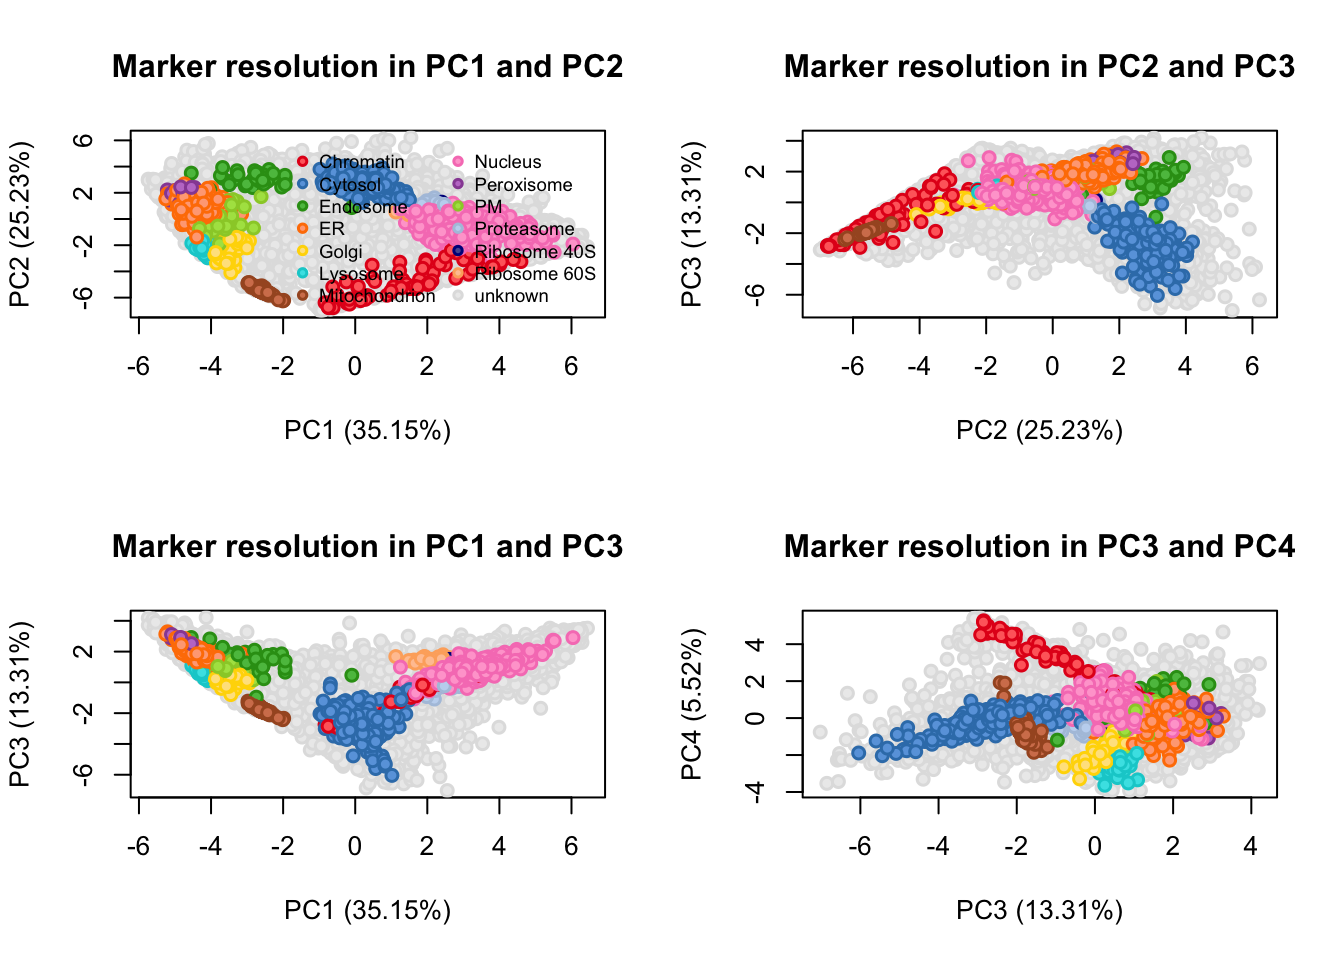 Marker resolution in PC1 and PC2
PC2 (25.23%)
6
2
-2
-6
Chromatin
Cytosol
Endosome
ER
Golgi
Lysosome
Mitochondrion
Nucleus
Peroxisome
PM
Proteasome
Ribosome 40S
Ribosome 60S
unknown
-6 -4 -2 0 2 4 6
PC1 (35.15%)
Marker resolution in PC2 and PC3
PC3 (13.31%)
2
-2
-6
-6 -4 -2 0 2 4 6
PC2 (25.23%)
Marker resolution in PC1 and PC3
PC3 (13.31%)
2
-2
-6
-6 -4 -2 0 2 4 6
PC1 (35.15%)
Marker resolution in PC3 and PC4
PC4 (5.52%)
4
2
0
-4
-6 -4 -2 0 2 4
PC3 (13.31%)